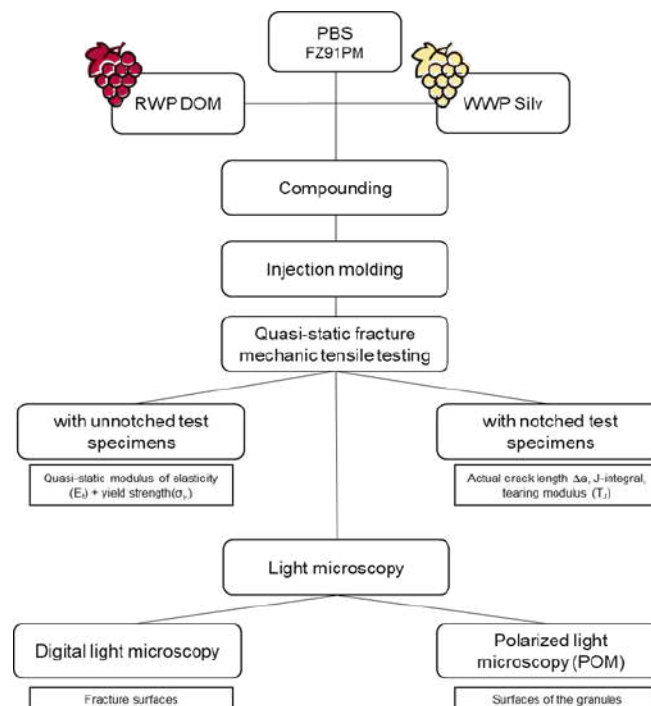 PBS
FZ91PM
RWP DOM
WWP Silv
Compounding
Injection molding
Quasi-static fracture
mechanic tensile testing
with unnotched test
specimens
with notched test
specimens
Quasi-static modulus of elasticity
(Et) + yield strength(σy,)
Actual crack length Δa, J-integral,
tearing modulus (TJ)
Light microscopy
Digital light microscopy
Polarized light
microscopy (POM)
Fracture surfaces
Surfaces of the granules